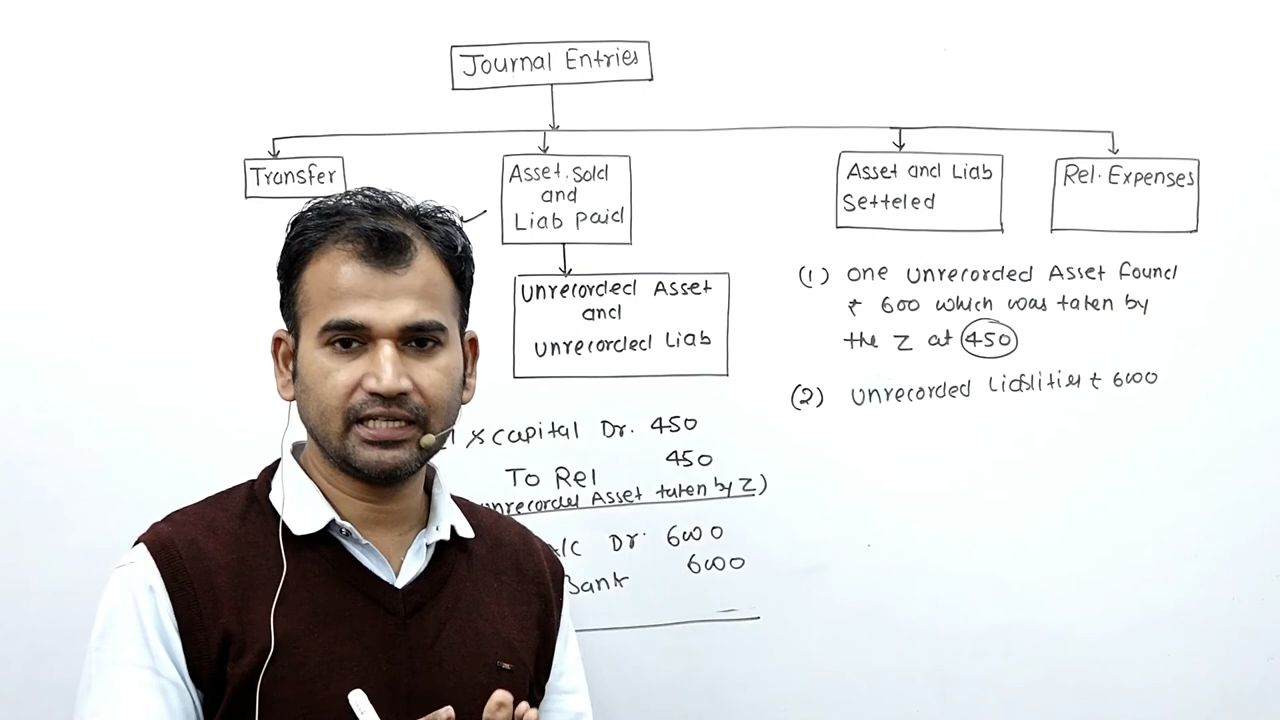 Journal Entries
Transfer
Asset Sold
and
Liab paid
Asset and Liab
Setteled
Rel. Expenses
Unrecorded Asset
and
Unrecorded Liab
(1) One Unrecorded Asset found
₹ 600 which was taken by
the Z at 450
(2) Unrecorded Liabilities ₹ 6000
X capital Dr. 450
To Rel 450
unrecorded Asset taken by Z)
A/c Dr. 6000
Bank 6000